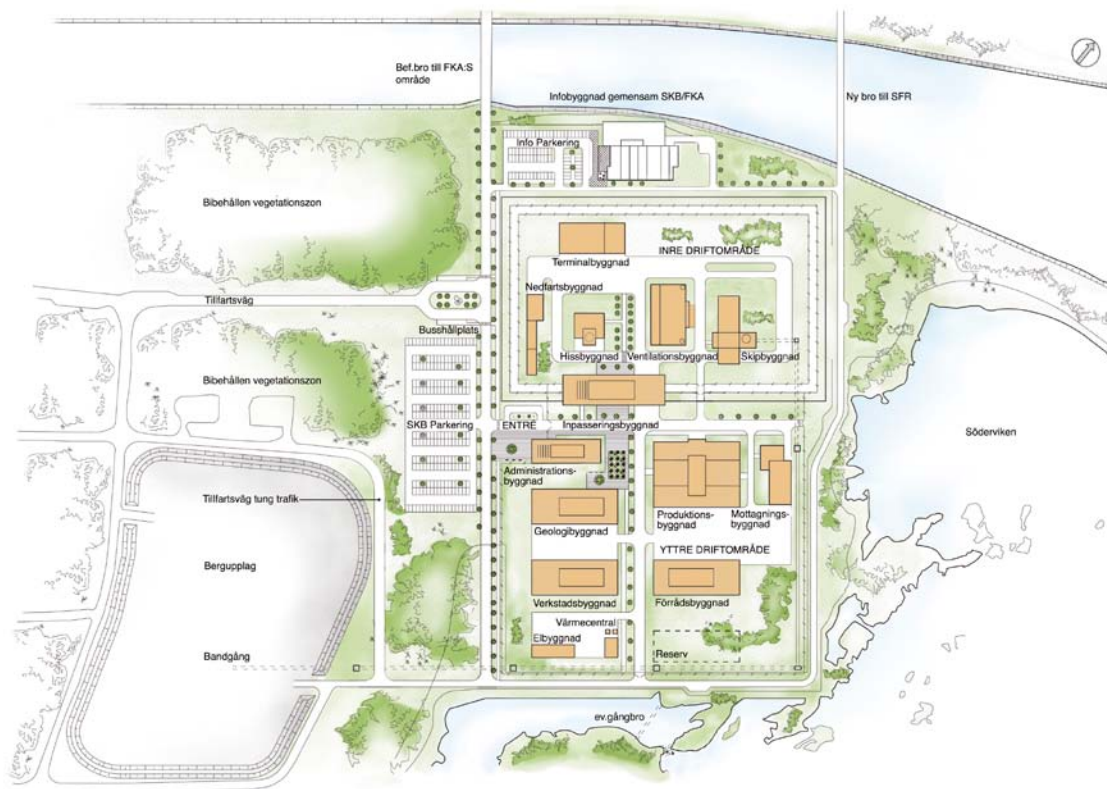 Bef.bro till FKA:S
område
Infobyggnad gemensam SKB/FKA
Ny bro till SFR
Info Parkering
Bibehållen vegetationszon
INRE DRIFTOMRÅDE
Terminalbyggnad
Nedfartsbyggnad
Tillfartsväg
Busshållplats
Hissbyggnad
Ventilationsbyggnad
Skipbyggnad
Bibehållen vegetationszon
SKB Parkering
ENTRÉ
Inpasseringsbyggnad
Söderviken
Administrations-
byggnad
Tillfartsväg tung trafik
Geologibyggnad
Produktions-
byggnad
Mottagnings-
byggnad
YTTRE DRIFTOMRÅDE
Bergupplag
Verkstadsbyggnad
Förrådsbyggnad
Värmecentral
Elbyggnad
Reserv
Bandgång
ev.gångbro